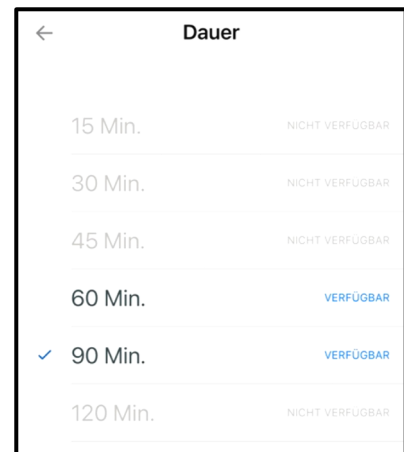 Dauer
15 Min. NICHT VERFÜGBAR
30 Min. NICHT VERFÜGBAR
45 Min. NICHT VERFÜGBAR
60 Min. VERFÜGBAR
90 Min. VERFÜGBAR
120 Min. NICHT VERFÜGBAR